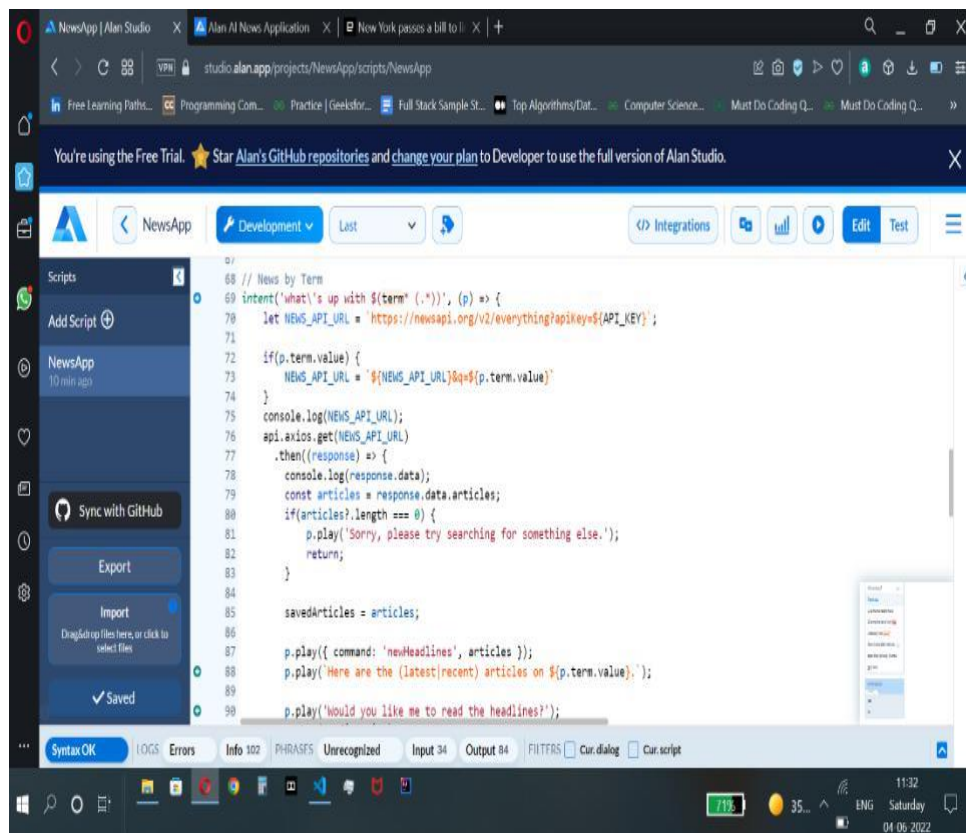 NewsApp | Alan Studio X Alan AI News Application X New York passes a bill to li X +
VPN studio.alan.app/projects/NewsApp/scripts/NewsApp
Free Learning Paths... Programming Com... Practice | Geeksfor... Full Stack Sample St... Top Algorithms/Dat... Computer Science... Must Do Coding Q... Must Do Coding Q... »
You're using the Free Trial. Star Alan's GitHub repositories and change your plan to Developer to use the full version of Alan Studio. X
NewsApp Development Last </> Integrations Edit Test
Scripts
Add Script
NewsApp
10 min ago
Sync with GitHub
Export
Import
Drag&drop files here, or click to
select files
Saved
67
68 // News by Term
69 intent('what\'s up with $(term* (.*))', (p) => {
70 let NEWS_API_URL = `https://newsapi.org/v2/everything?apiKey=${API_KEY}`;
71
72 if(p.term.value) {
73 NEWS_API_URL = `${NEWS_API_URL}&q=${p.term.value}`
74 }
75 console.log(NEWS_API_URL);
76 api.axios.get(NEWS_API_URL)
77 .then((response) => {
78 console.log(response.data);
79 const articles = response.data.articles;
80 if(articles?.length === 0) {
81 p.play('Sorry, please try searching for something else.');
82 return;
83 }
84
85 savedArticles = articles;
86
87 p.play({ command: 'newHeadlines', articles });
88 p.play(`Here are the (latest|recent) articles on ${p.term.value}.`);
89
90 p.play('Would you like me to read the headlines?');
Syntax OK LOGS Errors Info 102 PHRASES Unrecognized Input 34 Output 84 FILTERS Cur. dialog Cur. script
71% 35... ENG
11:32
Saturday
04-06-2022